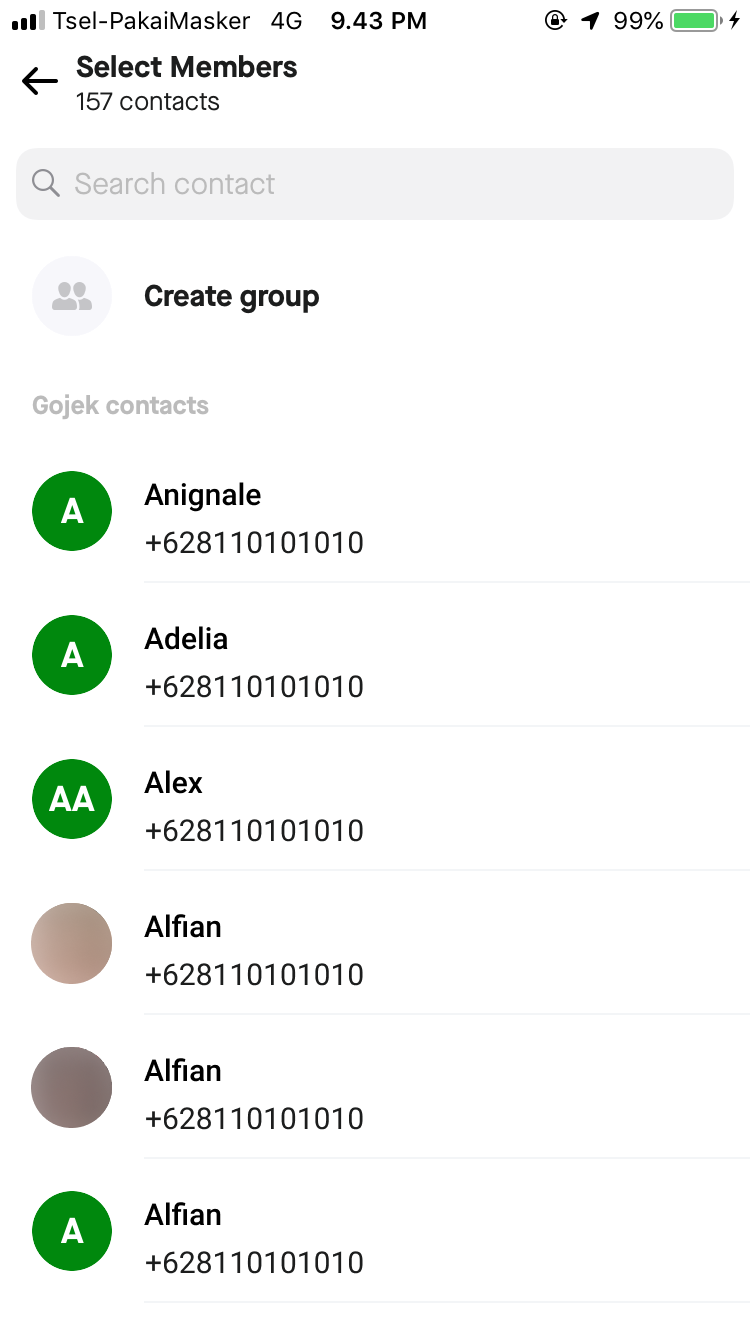 Tsel-PakaiMasker 4G 9.43 PM 99%
Select Members
157 contacts
Search contact
Create group
Gojek contacts
A
Anignale
+628110101010
A
Adelia
+628110101010
AA
Alex
+628110101010
Alfian
+628110101010
Alfian
+628110101010
A
Alfian
+628110101010